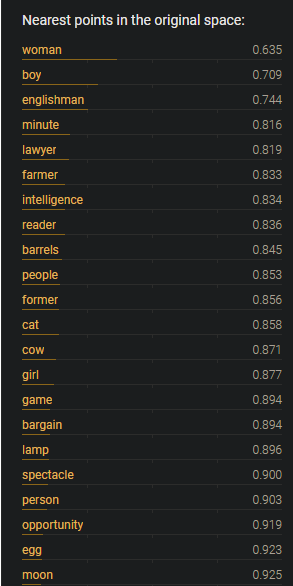 Nearest points in the original space:
woman 0.635
boy 0.709
englishman 0.744
minute 0.816
lawyer 0.819
farmer 0.833
intelligence 0.834
reader 0.836
barrels 0.845
people 0.853
former 0.856
cat 0.858
cow 0.871
girl 0.877
game 0.894
bargain 0.894
lamp 0.896
spectacle 0.900
person 0.903
opportunity 0.919
egg 0.923
moon 0.925